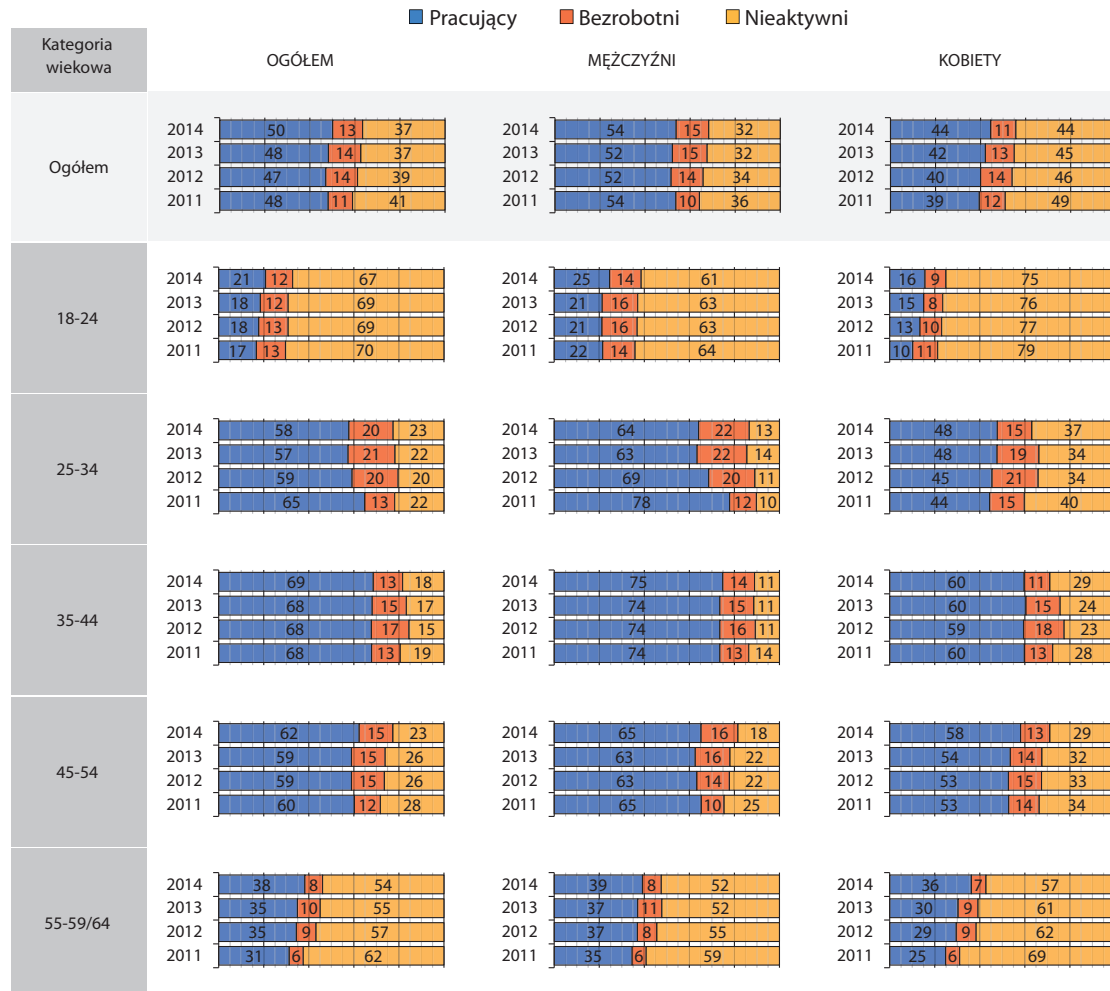 Pracujący Bezrobotni Nieaktywni
Kategoria
wiekowa
OGÓŁEM MĘŻCZYŹNI KOBIETY
Ogółem
2014 50 13 37 2014 54 15 32 2014 44 11 44
2013 48 14 37 2013 52 15 32 2013 42 13 45
2012 47 14 39 2012 52 14 34 2012 40 14 46
2011 48 11 41 2011 54 10 36 2011 39 12 49
18-24
2014 21 12 67 2014 25 14 61 2014 16 9 75
2013 18 12 69 2013 21 16 63 2013 15 8 76
2012 18 13 69 2012 21 16 63 2012 13 10 77
2011 17 13 70 2011 22 14 64 2011 10 11 79
25-34
2014 58 20 23 2014 64 22 13 2014 48 15 37
2013 57 21 22 2013 63 22 14 2013 48 19 34
2012 59 20 20 2012 69 20 11 2012 45 21 34
2011 65 13 22 2011 78 12 10 2011 44 15 40
35-44
2014 69 13 18 2014 75 14 11 2014 60 11 29
2013 68 15 17 2013 74 15 11 2013 60 15 24
2012 68 17 15 2012 74 16 11 2012 59 18 23
2011 68 13 19 2011 74 13 14 2011 60 13 28
45-54
2014 62 15 23 2014 65 16 18 2014 58 13 29
2013 59 15 26 2013 63 16 22 2013 54 14 32
2012 59 15 26 2012 63 14 22 2012 53 15 33
2011 60 12 28 2011 65 10 25 2011 53 14 34
55-59/64
2014 38 8 54 2014 39 8 52 2014 36 7 57
2013 35 10 55 2013 37 11 52 2013 30 9 61
2012 35 9 57 2012 37 8 55 2012 29 9 62
2011 31 6 62 2011 35 6 59 2011 25 6 69